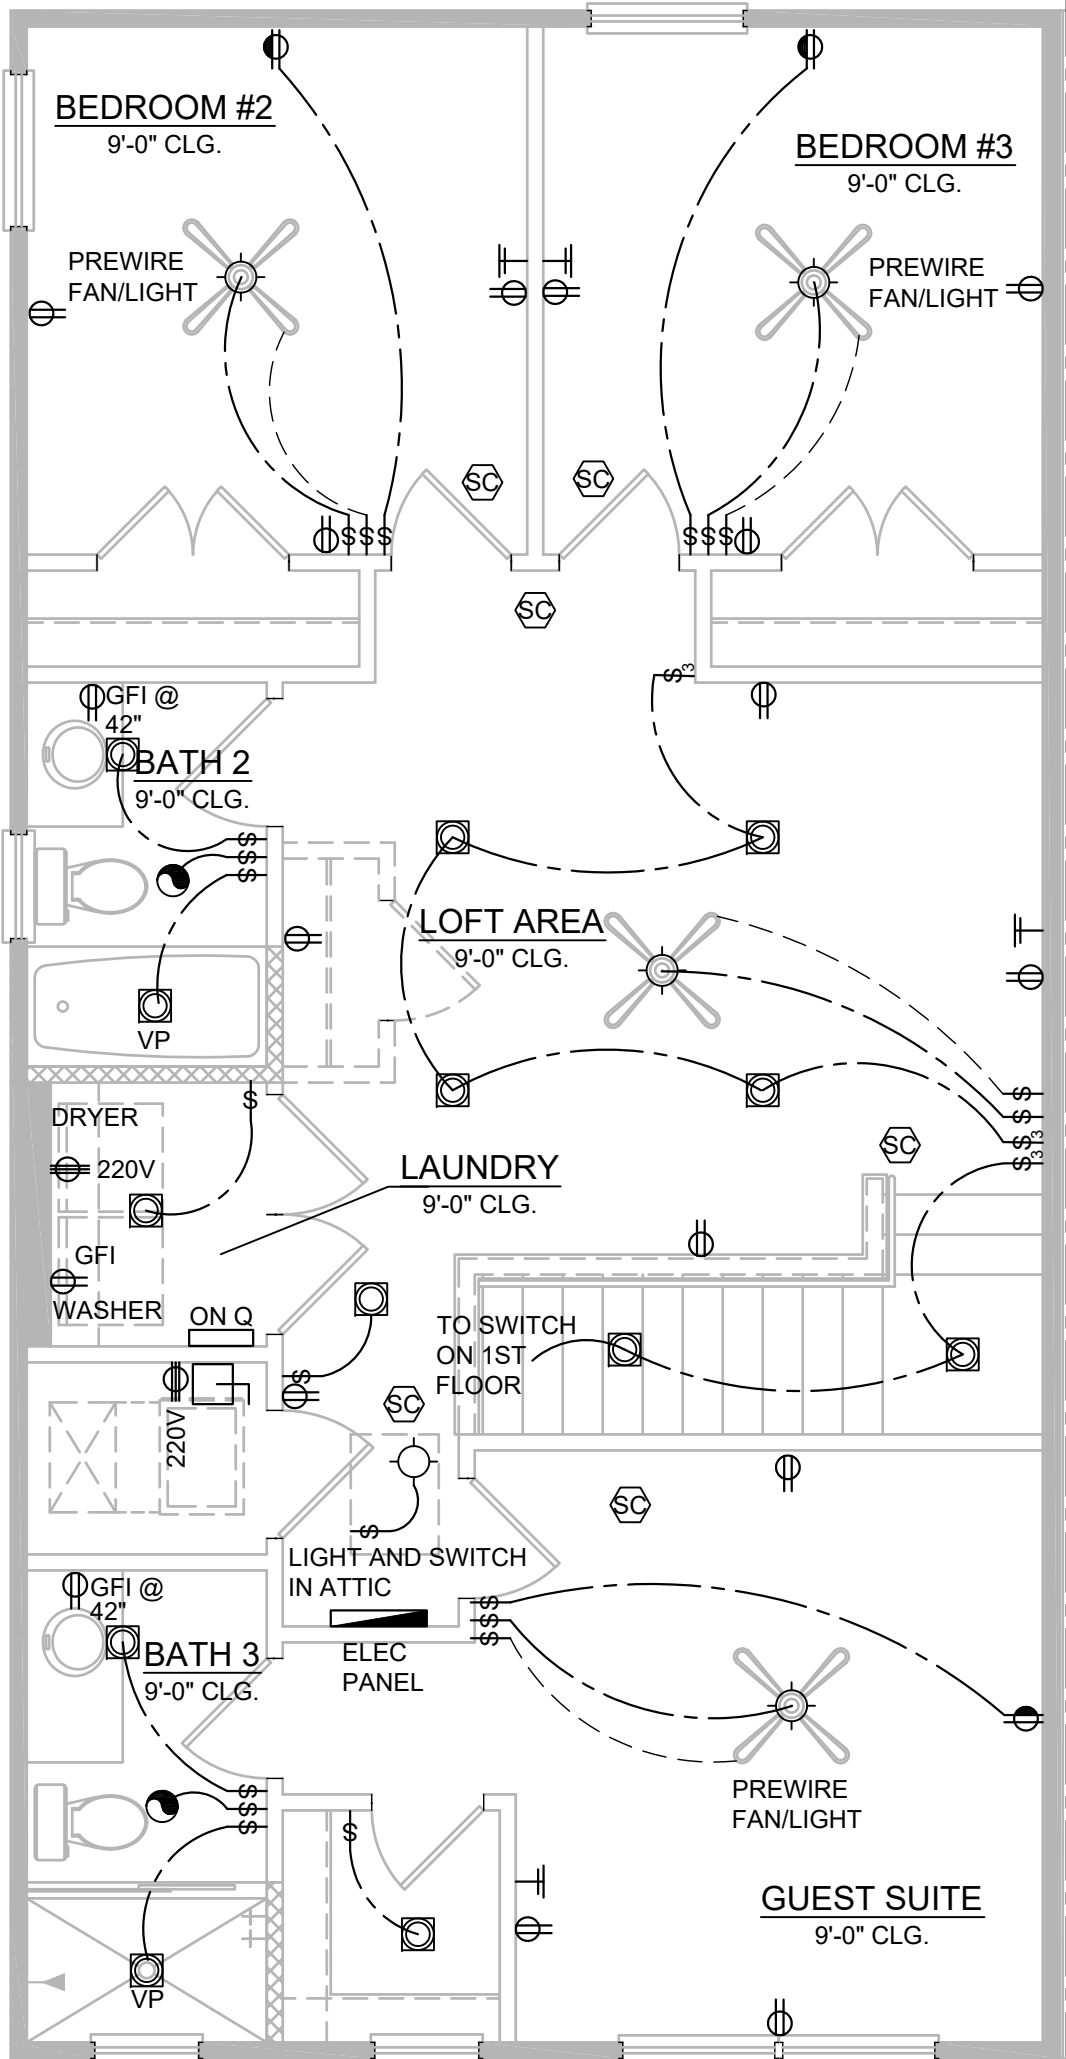 BEDROOM #2
9'-0" CLG.
BEDROOM #3
9'-0" CLG.
PREWIRE
FAN/LIGHT
PREWIRE
FAN/LIGHT
SC
SC
S S S
S S S
SC
S3
GFI @
42"
BATH 2
9'-0" CLG.
S
S
S
LOFT AREA
9'-0" CLG.
VP
S
S
S3
S3
S
DRYER
220V
SC
LAUNDRY
9'-0" CLG.
GFI
WASHER
ON Q
TO SWITCH
ON 1ST
FLOOR
S
220V
SC
SC
S
LIGHT AND SWITCH
IN ATTIC
GFI @
42"
S
S
S
BATH 3
9'-0" CLG.
ELEC
PANEL
PREWIRE
FAN/LIGHT
S
S
S
S
GUEST SUITE
9'-0" CLG.
VP